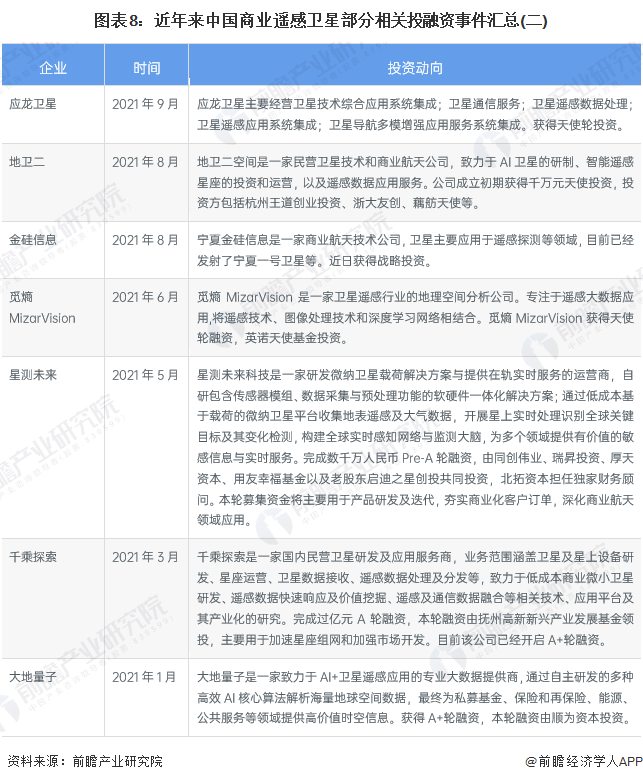 图表8：近年来中国商业遥感卫星部分相关投融资事件汇总(二)
企业 时间 投资动向
应龙卫星 2021年9月 应龙卫星主要经营卫星技术综合应用系统集成；卫星通信服务；卫星遥感数据处理；
卫星遥感应用系统集成；卫星导航多模增强应用服务系统集成。获得天使轮投资。
地卫二 2021年8月 地卫二空间是一家民营卫星技术和商业航天公司，致力于AI卫星的研制、智能遥感
星座的投资和运营，以及遥感数据应用服务。公司成立初期获得千万元天使投资，投
资方包括杭州王道创业投资、浙大友创、藕舫天使等。
金硅信息 2021年8月 宁夏金硅信息是一家商业航天技术公司，卫星主要应用于遥感探测等领域，目前已经
发射了宁夏一号卫星等。近日获得战略投资。
觅熵 2021年6月 觅熵 MizarVision 是一家卫星遥感行业的地理空间分析公司。专注于遥感大数据应
MizarVision 用,将遥感技术、图像处理技术和深度学习网络相结合。觅熵 MizarVision 获得天使
轮融资，英诺天使基金投资。
星测未来 2021年5月 星测未来科技是一家研发微纳卫星载荷解决方案与提供在轨实时服务的运营商，自
研包含传感器模组、数据采集与预处理功能的软硬件一体化解决方案；通过低成本基
于载荷的微纳卫星平台收集地表遥感及大气数据，开展星上实时处理识别全球关键
目标及其变化检测，构建全球实时感知网络与监测大脑，为多个领域提供有价值的敏
感信息与实时服务。完成数千万人民币Pre-A轮融资，由同创伟业、瑞昇投资、厚天
资本、用友幸福基金以及老股东启迪之星创投共同投资，北拓资本担任独家财务顾
问。本轮募集资金将主要用于产品研发及迭代，夯实商业化客户订单，深化商业航天
领域应用。
千乘探索 2021年3月 千乘探索是一家国内民营卫星研发及应用服务商，业务范围涵盖卫星及星上设备研
发、星座运营、卫星数据接收、遥感数据处理及分发等，致力于低成本商业微小卫星
研发、遥感数据快速响应及价值挖掘、遥感及通信数据融合等相关技术、应用平台及
其产业化的研究。完成过亿元A轮融资，本轮融资由抚州高新新兴产业发展基金领
投，主要用于加速星座组网和加强市场开发。目前该公司已经开启A+轮融资。
大地量子 2021年1月 大地量子是一家致力于AI+卫星遥感应用的专业大数据提供商，通过自主研发的多种
高效AI核心算法解析海量地球空间数据，最终为私募基金、保险和再保险、能源、
公共服务等领域提供高价值时空信息。获得A+轮融资，本轮融资由顺为资本投资。
资料来源：前瞻产业研究院 @前瞻经济学人APP